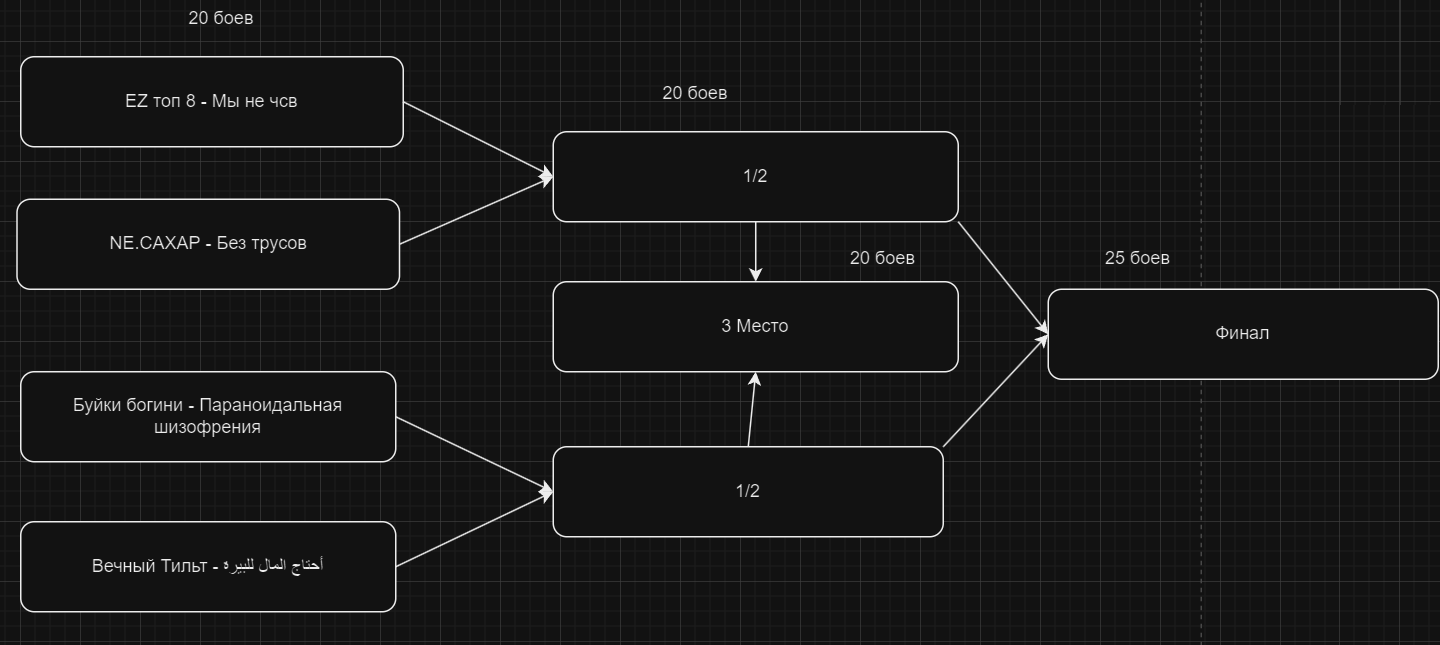 20 боев
EZ топ 8 - Мы не чсв
20 боев
1/2
NE.CAXAP - Без трусов
20 боев
25 боев
3 Место
Финал
Буйки богини - Параноидальная
шизофрения
1/2
Вечный Тильт - أحتاج المال للبيرة